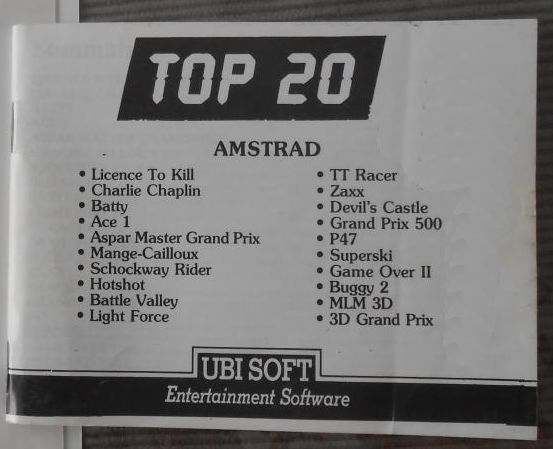 TOP 20
AMSTRAD
• Licence To Kill
• Charlie Chaplin
• Batty
• Ace 1
• Aspar Master Grand Prix
• Mange-Cailloux
• Schockway Rider
• Hotshot
• Battle Valley
• Light Force
• TT Racer
• Zaxx
• Devil's Castle
• Grand Prix 500
• P47
• Superski
• Game Over II
• Buggy 2
• MLM 3D
• 3D Grand Prix
UBI SOFT
Entertainment Software